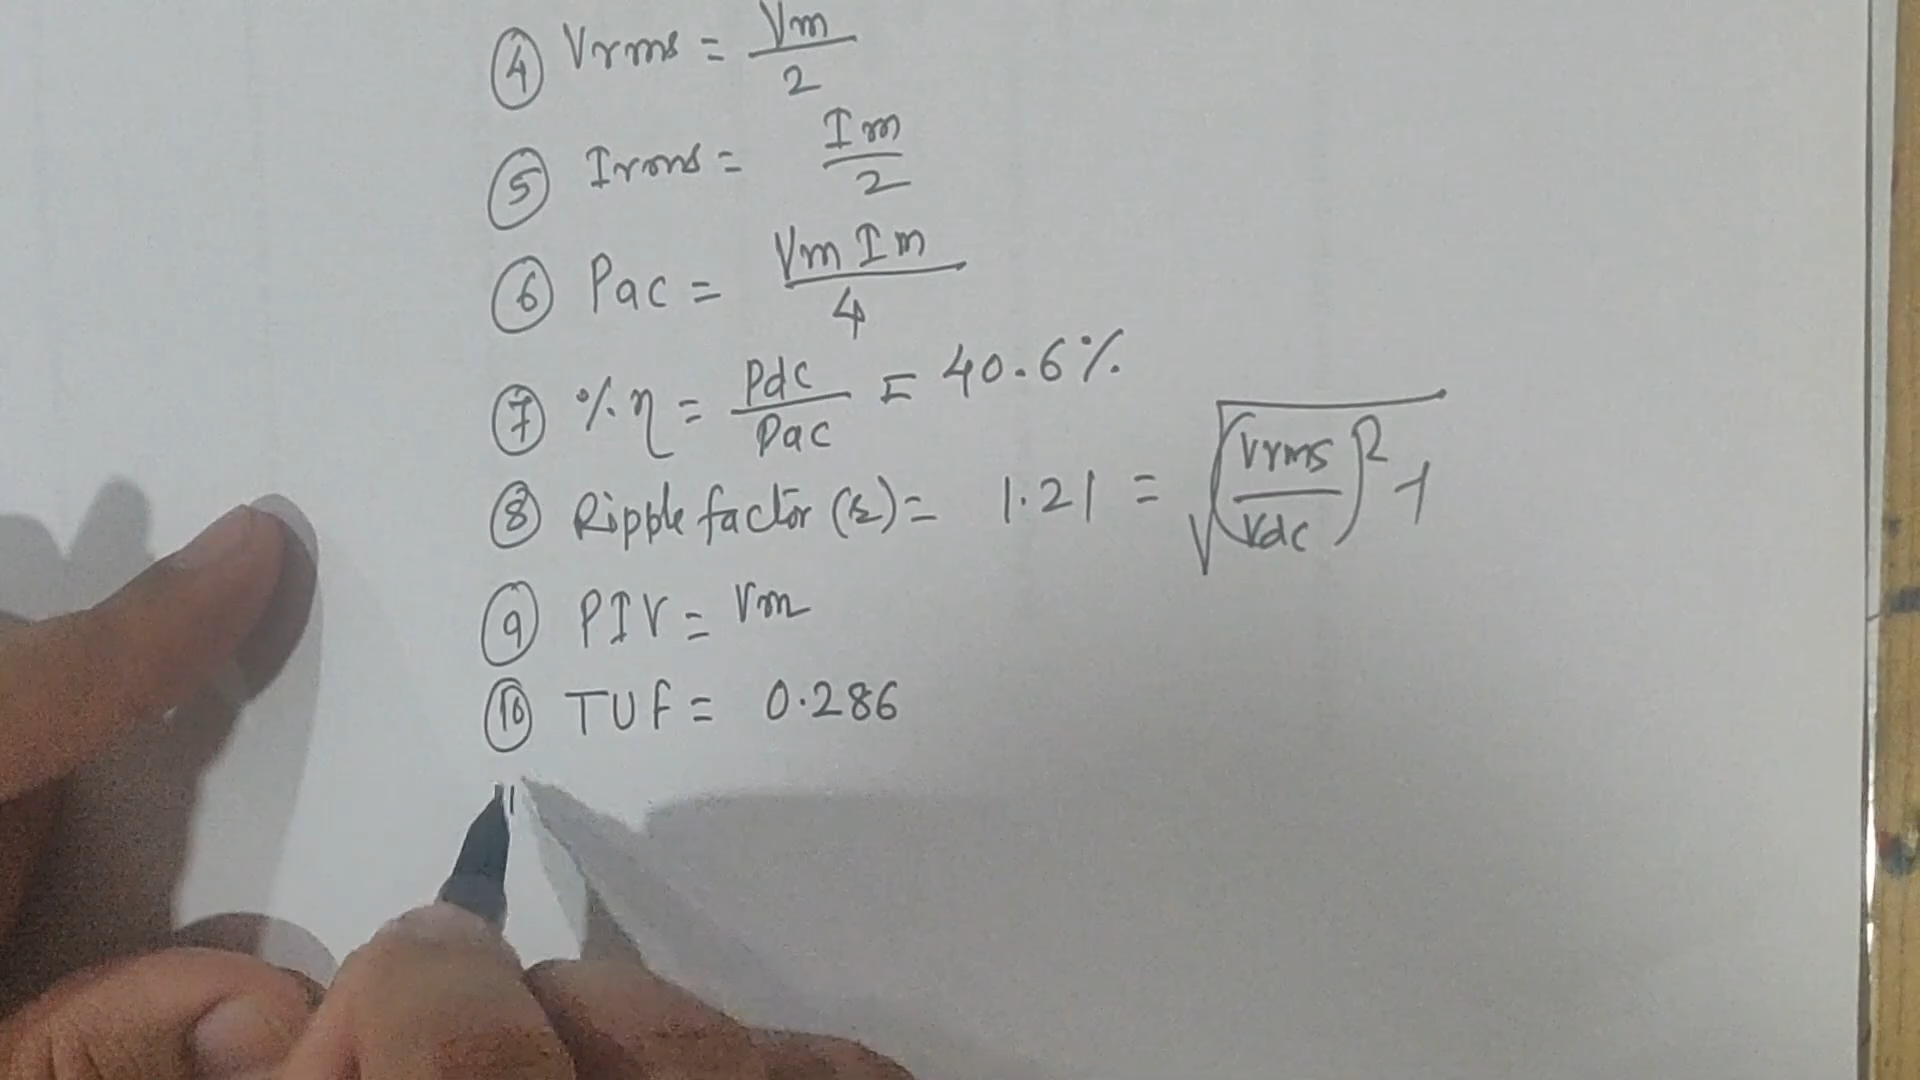 ④ Vrms = Vm/2
⑤ Irms = Im/2
⑥ Pac = Vm Im/4
⑦ % η = Pdc/Pac = 40.6%
⑧ Ripple factor (r) = 1.21 = √((Vrms/Vdc)² - 1)
⑨ PIV = Vm
⑩ TUF = 0.286
11